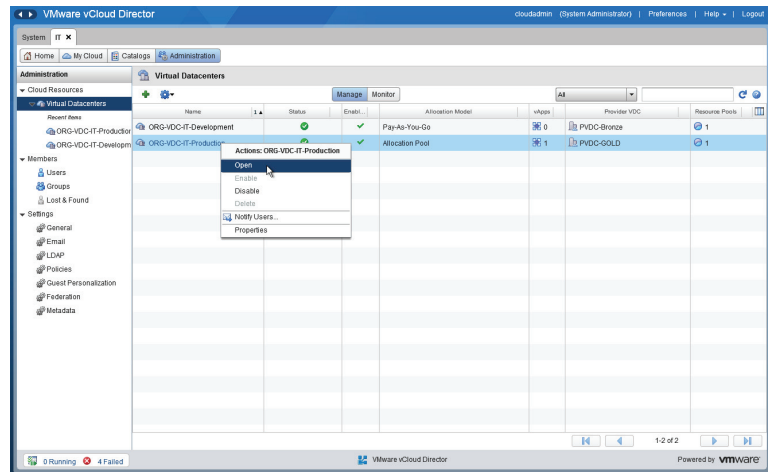 VMware vCloud Director
cloudadmin (System Administrator) | Preferences | Help | Logout
System IT
Home My Cloud Catalogs Administration
Administration
Virtual Datacenters
Cloud Resources
Virtual Datacenters
Recent Items
ORG-VDC-IT-Production
ORG-VDC-IT-Developm
Members
Users
Groups
Lost & Found
Settings
General
Email
LDAP
Policies
Guest Personalization
Federation
Metadata
Manage Monitor All
Name 1 Status Enabl... Allocation Model vApps Provider VDC Resource Pools
ORG-VDC-IT-Development Pay-As-You-Go 0 PVDC-Bronze 1
ORG-VDC-IT-Production Allocation Pool 1 PVDC-GOLD 1
Actions: ORG-VDC-IT-Production
Open
Enable
Disable
Delete
Notify Users...
Properties
1-2 of 2
0 Running 4 Failed
VMware vCloud Director
Powered by vmware